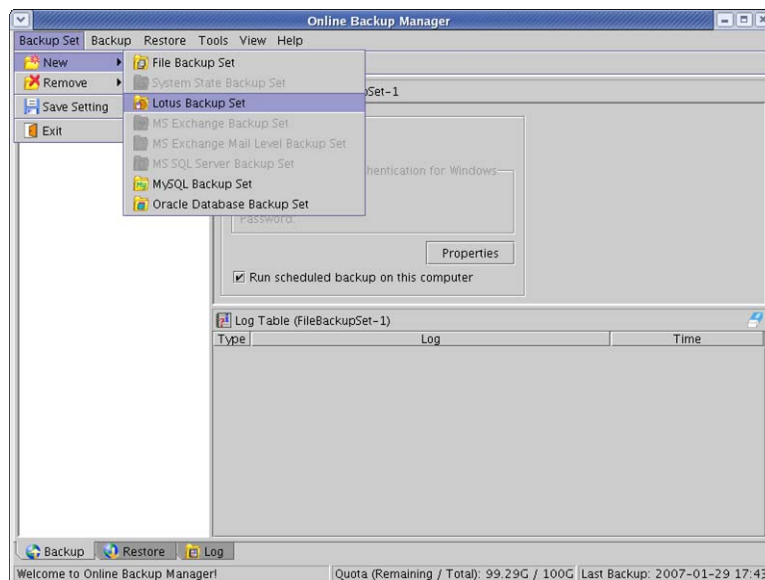 Online Backup Manager
Backup Set Backup Restore Tools View Help
New
Remove
Save Setting
Exit
File Backup Set
System State Backup Set
Lotus Backup Set
MS Exchange Backup Set
MS Exchange Mail Level Backup Set
MS SQL Server Backup Set
MySQL Backup Set
Oracle Database Backup Set
pSet-1
hentication for Windows
Password:
Properties
Run scheduled backup on this computer
Log Table (FileBackupSet-1)
Type Log Time
Backup Restore Log
Welcome to Online Backup Manager! Quota (Remaining / Total): 99.29G / 100G Last Backup: 2007-01-29 17:4